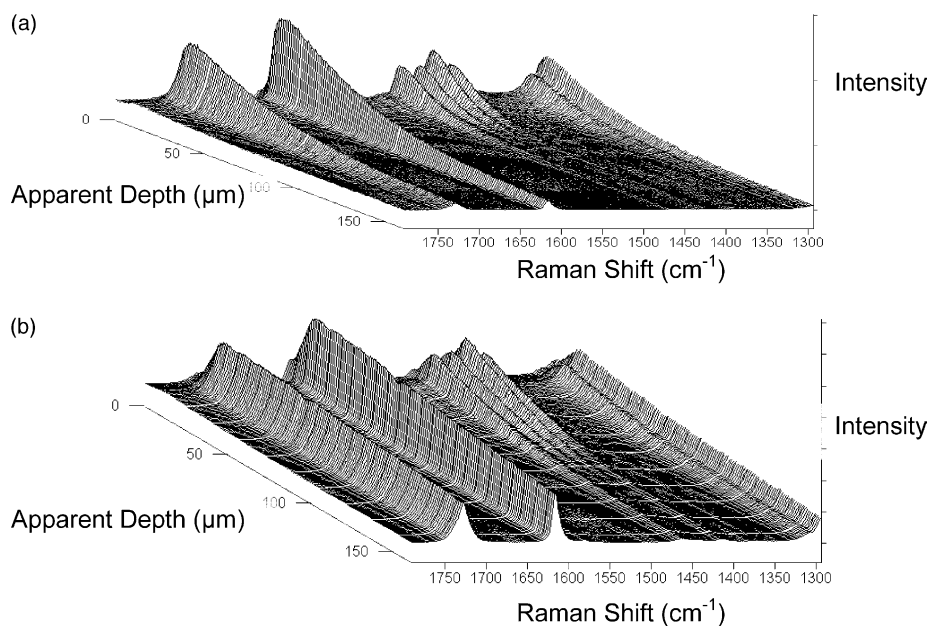 (a)
Intensity
0
50
100
150
Apparent Depth (μm)
1750 1700 1650 1600 1550 1500 1450 1400 1350 1300
Raman Shift (cm-1)
(b)
Intensity
0
50
100
150
Apparent Depth (μm)
1750 1700 1650 1600 1550 1500 1450 1400 1350 1300
Raman Shift (cm-1)